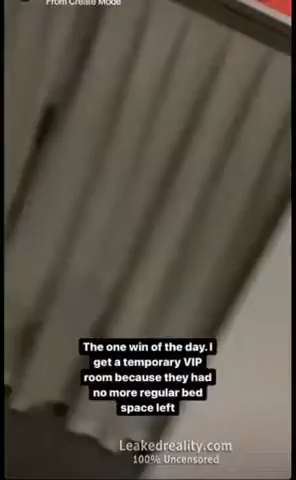 From Create Mode
The one win of the day. I
get a temporary VIP
room because they had
no more regular bed
space left
Leakedreality.com
100% Uncensored